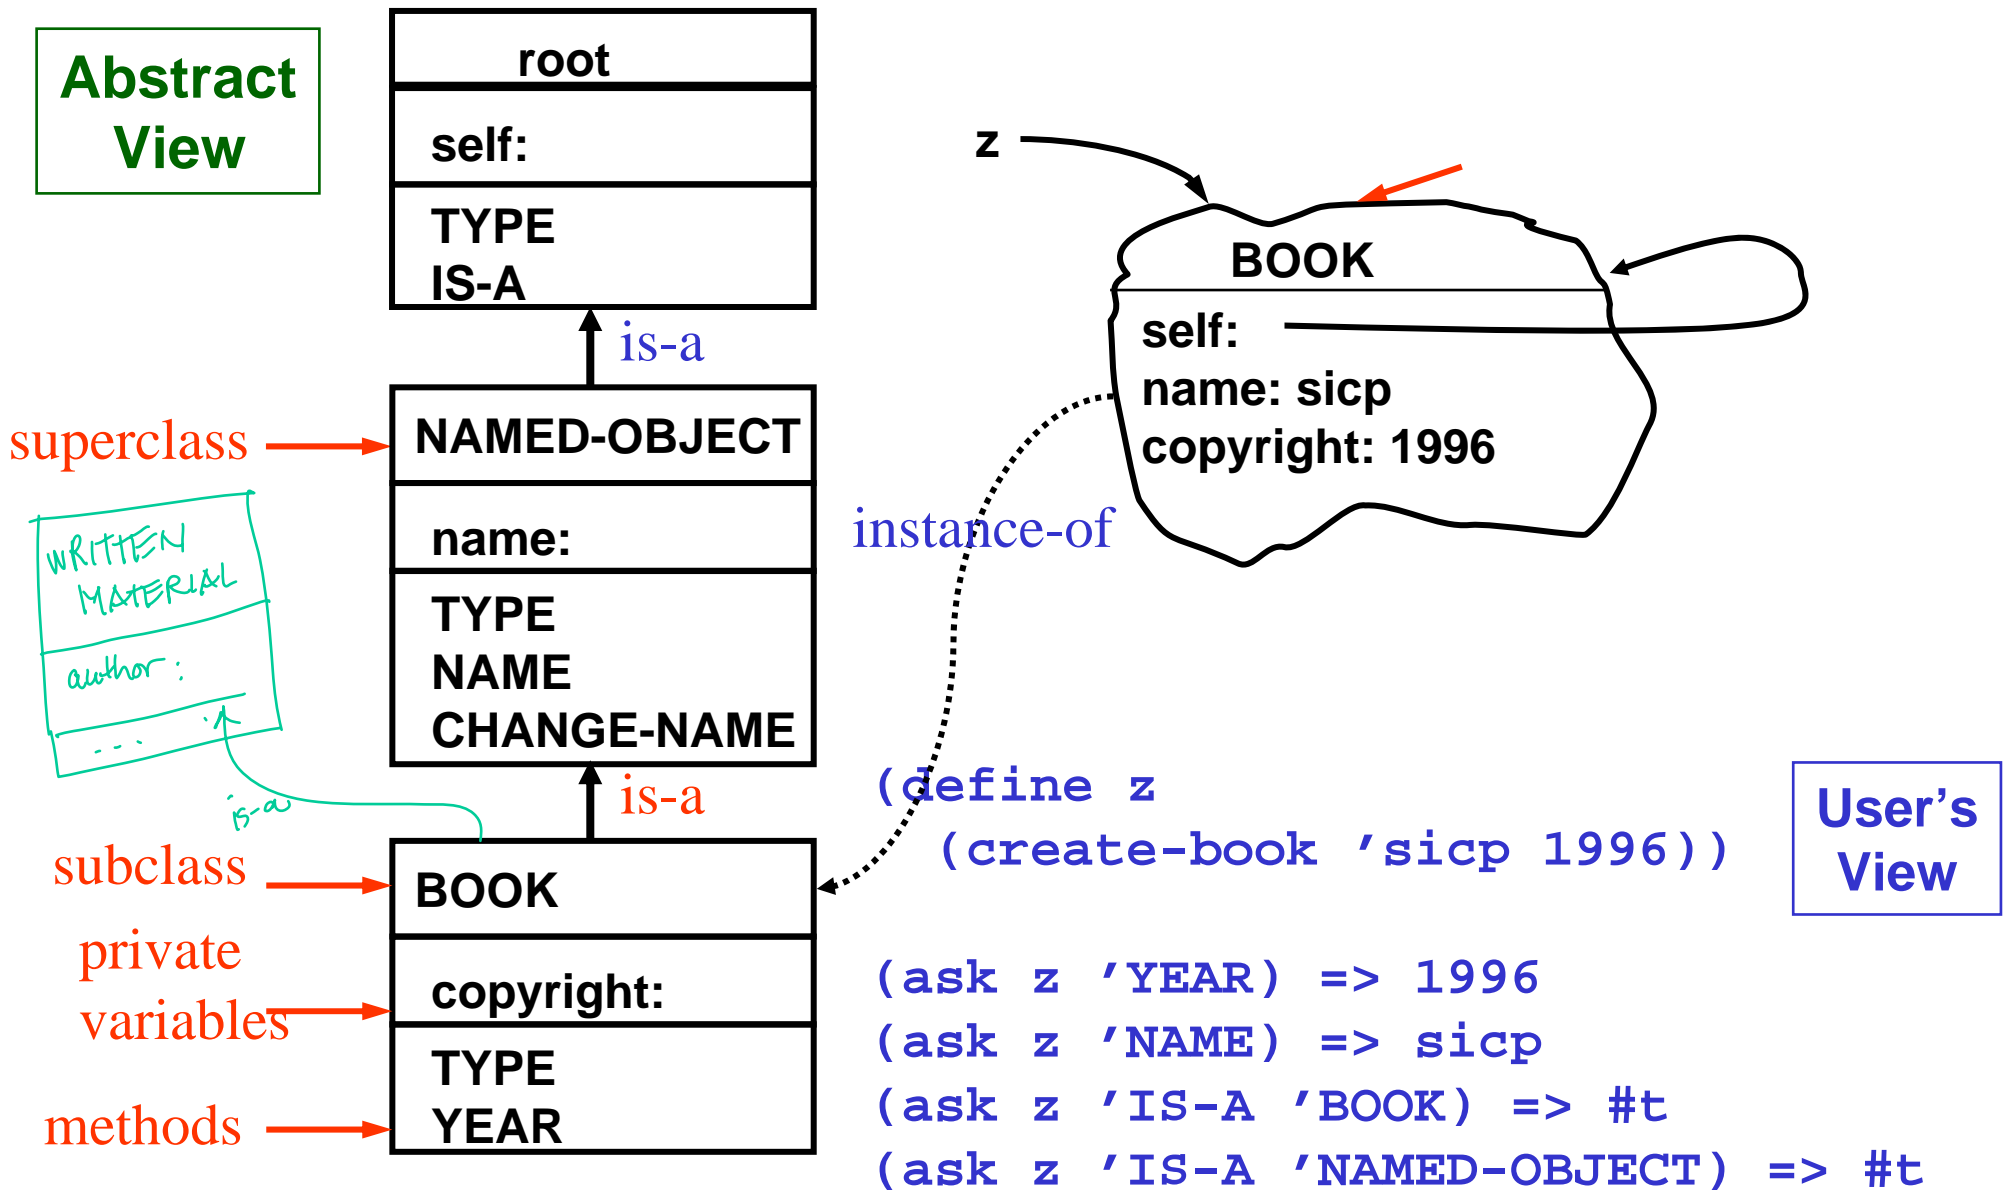 Abstract
View
root
self:
TYPE
IS-A
is-a
superclass
NAMED-OBJECT
name:
TYPE
NAME
CHANGE-NAME
WRITTEN
MATERIAL
author:
...
is-a
is-a
subclass
BOOK
private
variables
copyright:
methods
TYPE
YEAR
z
BOOK
self:
name: sicp
copyright: 1996
instance-of
(define z
(create-book 'sicp 1996))
User's
View
(ask z 'YEAR) => 1996
(ask z 'NAME) => sicp
(ask z 'IS-A 'BOOK) => #t
(ask z 'IS-A 'NAMED-OBJECT) => #t